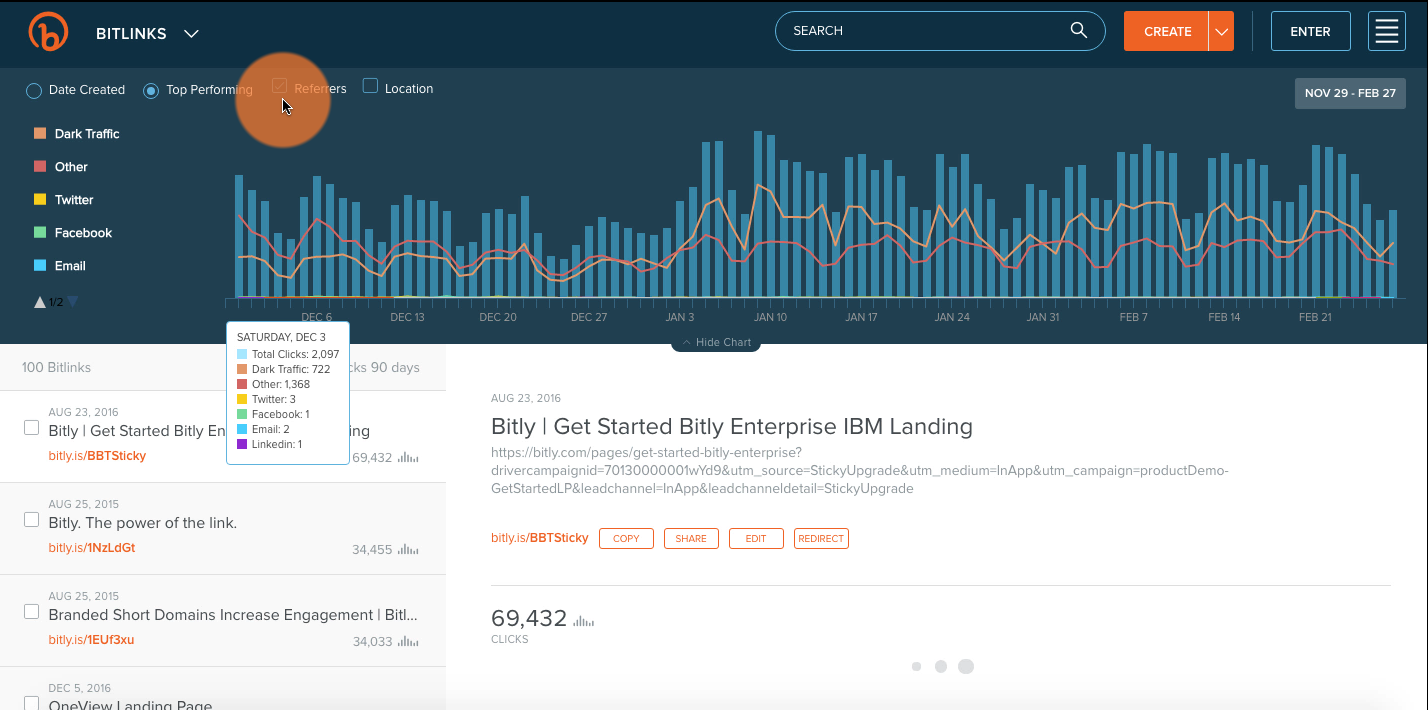 BITLINKS
SEARCH
CREATE
ENTER
Date Created
Top Performing
Referrers
Location
NOV 29 - FEB 27
Dark Traffic
Other
Twitter
Facebook
Email
1/2
DEC 6 DEC 13 DEC 20 DEC 27 JAN 3 JAN 10 JAN 17 JAN 24 JAN 31 FEB 7 FEB 14 FEB 21
Hide Chart
SATURDAY, DEC 3
Total Clicks: 2,097
Dark Traffic: 722
Other: 1,368
Twitter: 3
Facebook: 1
Email: 2
Linkedin: 1
100 Bitlinks
cks 90 days
AUG 23, 2016
Bitly | Get Started Bitly En ing
bitly.is/BBTSticky
69,432
AUG 25, 2015
Bitly. The power of the link.
bitly.is/1NzLdGt
34,455
AUG 25, 2015
Branded Short Domains Increase Engagement | Bitl...
bitly.is/1EUf3xu
34,033
DEC 5, 2016
OneView Landing Page
AUG 23, 2016
Bitly | Get Started Bitly Enterprise IBM Landing
https://bitly.com/pages/get-started-bitly-enterprise?
drivercampaignid=70130000001wYd9&utm_source=StickyUpgrade&utm_medium=InApp&utm_campaign=productDemo-
GetStartedLP&leadchannel=InApp&leadchanneldetail=StickyUpgrade
bitly.is/BBTSticky
COPY
SHARE
EDIT
REDIRECT
69,432
CLICKS